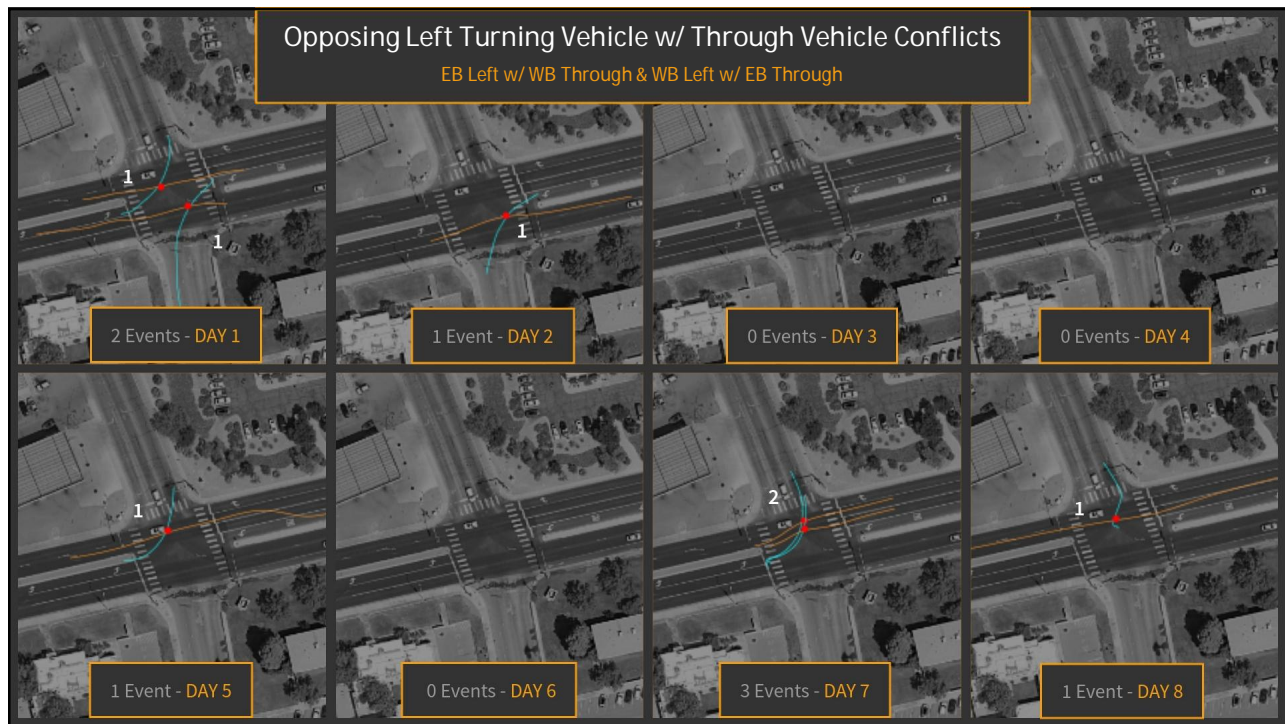 Opposing Left Turning Vehicle w/ Through Vehicle Conflicts
EB Left w/ WB Through & WB Left w/ EB Through
1
1
2 Events - DAY 1
1
1 Event - DAY 2
0 Events - DAY 3
0 Events - DAY 4
1
1 Event - DAY 5
0 Events - DAY 6
2
3 Events - DAY 7
1
1 Event - DAY 8